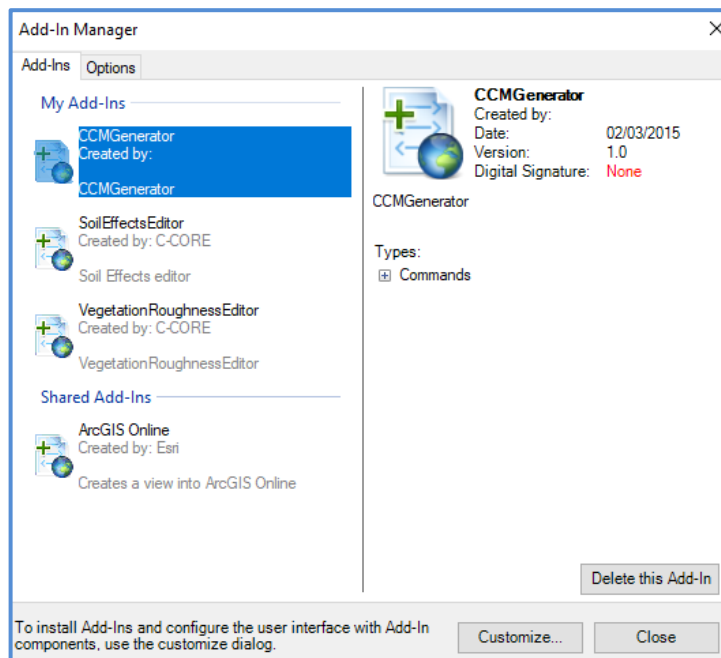 Add-In Manager
Add-Ins
Options
My Add-Ins
CCMGenerator
Created by:
CCMGenerator
SoilEffectsEditor
Created by: C-CORE
Soil Effects editor
VegetationRoughnessEditor
Created by: C-CORE
VegetationRoughnessEditor
Shared Add-Ins
ArcGIS Online
Created by: Esri
Creates a view into ArcGIS Online
CCMGenerator
Created by:
Date: 02/03/2015
Version: 1.0
Digital Signature: None
CCMGenerator
Types:
Commands
Delete this Add-In
To install Add-Ins and configure the user interface with Add-In
components, use the customize dialog.
Customize...
Close